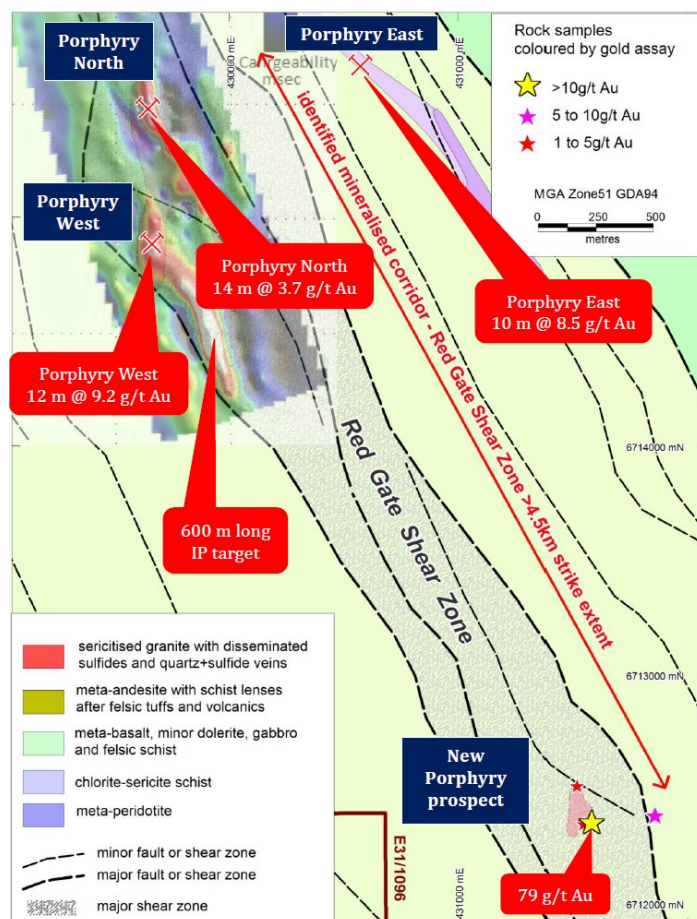 Porphyry
North
430000 mE
Chargeability
msec
Porphyry East
431000 mE
Rock samples
coloured by gold assay
>10g/t Au
5 to 10g/t Au
1 to 5g/t Au
MGA Zone51 GDA94
0 250 500
metres
Porphyry
West
identified mineralised corridor - Red Gate Shear Zone >4.5km strike extent
Porphyry North
14 m @ 3.7 g/t Au
Porphyry East
10 m @ 8.5 g/t Au
Porphyry West
12 m @ 9.2 g/t Au
6714000 mN
Red Gate Shear Zone
600 m long
IP target
sericitised granite with disseminated
sulfides and quartz+sulfide veins
meta-andesite with schist lenses
after felsic tuffs and volcanics
meta-basalt, minor dolerite, gabbro
and felsic schist
chlorite-sericite schist
meta-peridotite
minor fault or shear zone
major fault or shear zone
major shear zone
6713000 mN
New
Porphyry
prospect
E31/1096
79 g/t Au
431000 mE
6712000 mN